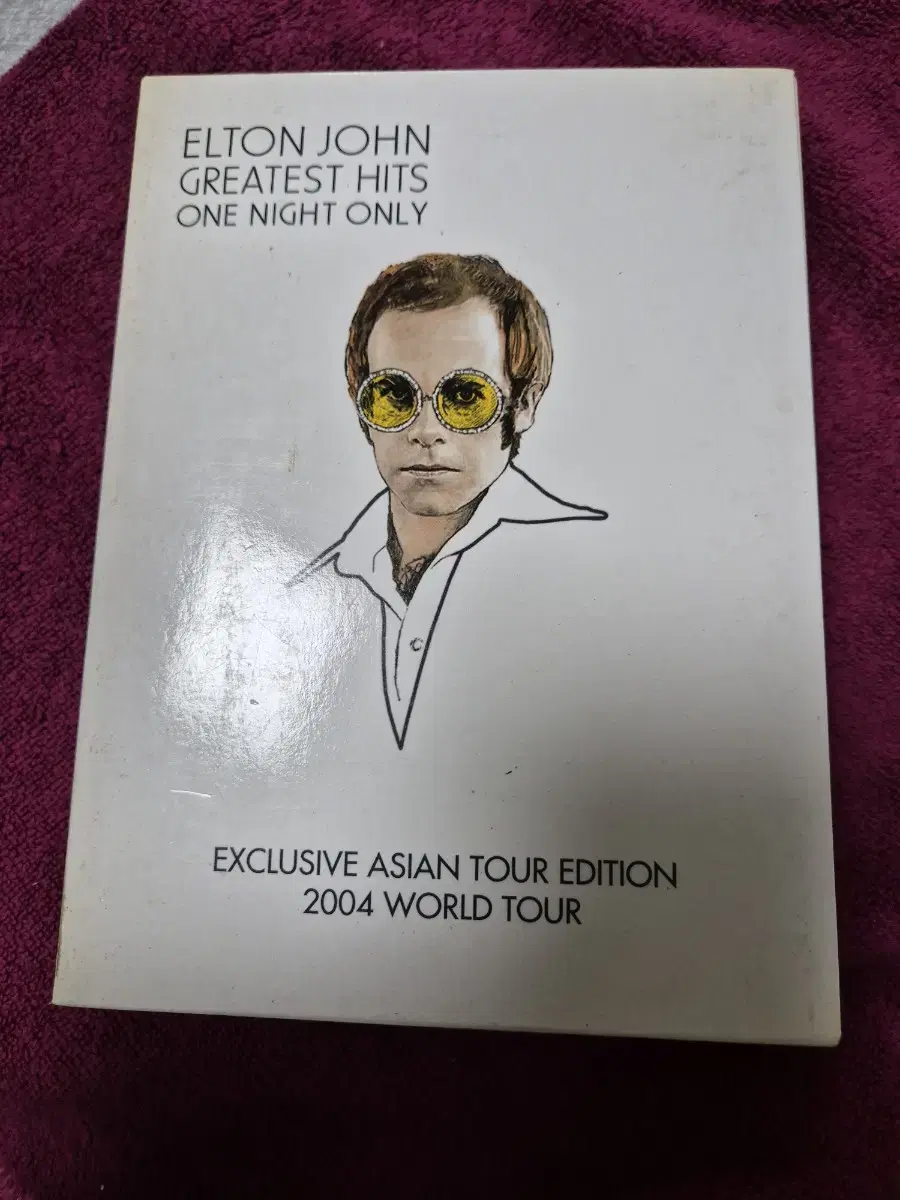 ELTON JOHN
GREATEST HITS
ONE NIGHT ONLY
EXCLUSIVE ASIAN TOUR EDITION
2004 WORLD TOUR